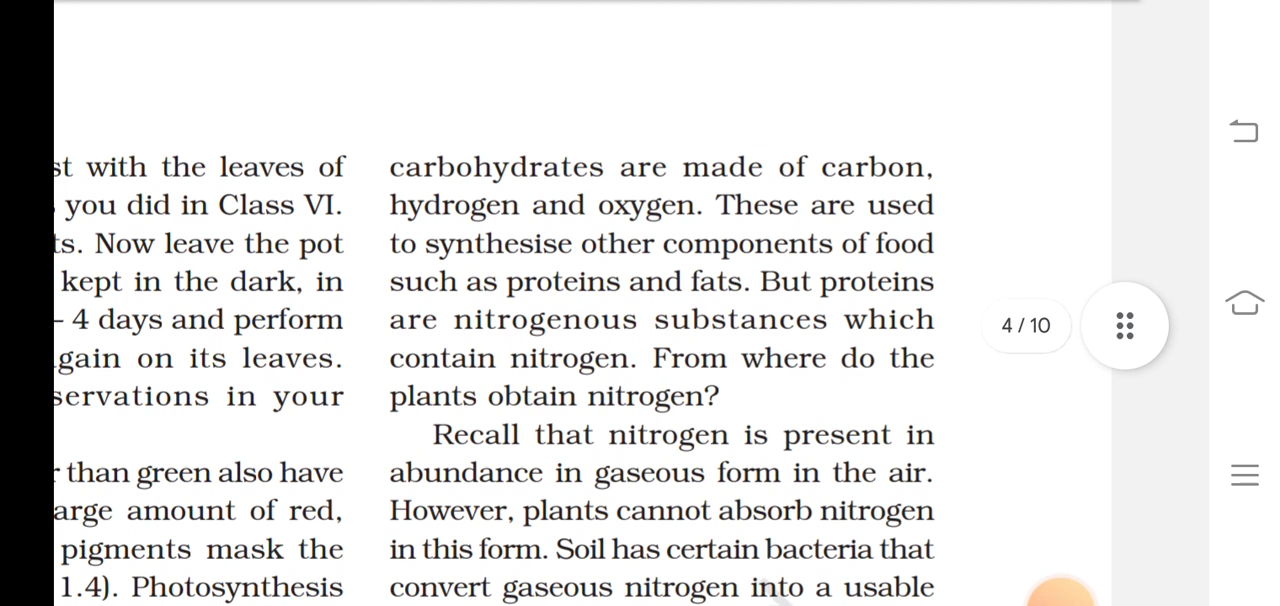 st with the leaves of
you did in Class VI.
ts. Now leave the pot
kept in the dark, in
– 4 days and perform
gain on its leaves.
servations in your
r than green also have
arge amount of red,
pigments mask the
1.4). Photosynthesis
carbohydrates are made of carbon,
hydrogen and oxygen. These are used
to synthesise other components of food
such as proteins and fats. But proteins
are nitrogenous substances which
contain nitrogen. From where do the
plants obtain nitrogen?
Recall that nitrogen is present in
abundance in gaseous form in the air.
However, plants cannot absorb nitrogen
in this form. Soil has certain bacteria that
convert gaseous nitrogen into a usable
4 / 10